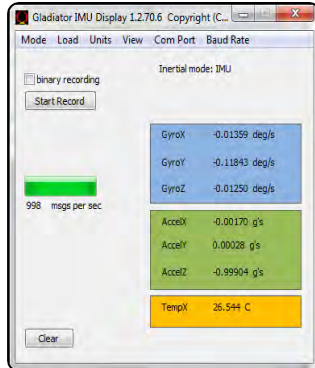 Gladiator IMU Display 1.2.70.6 Copyright (C...
Mode Load Units View Com Port Baud Rate
Inertial mode: IMU
binary recording
Start Record
GyroX -0.01359 deg/s
GyroY -0.11843 deg/s
GyroZ -0.01250 deg/s
998 msgs per sec
AccelX -0.00170 g's
AccelY 0.00028 g's
AccelZ -0.99904 g's
TempX 26.544 C
Clear